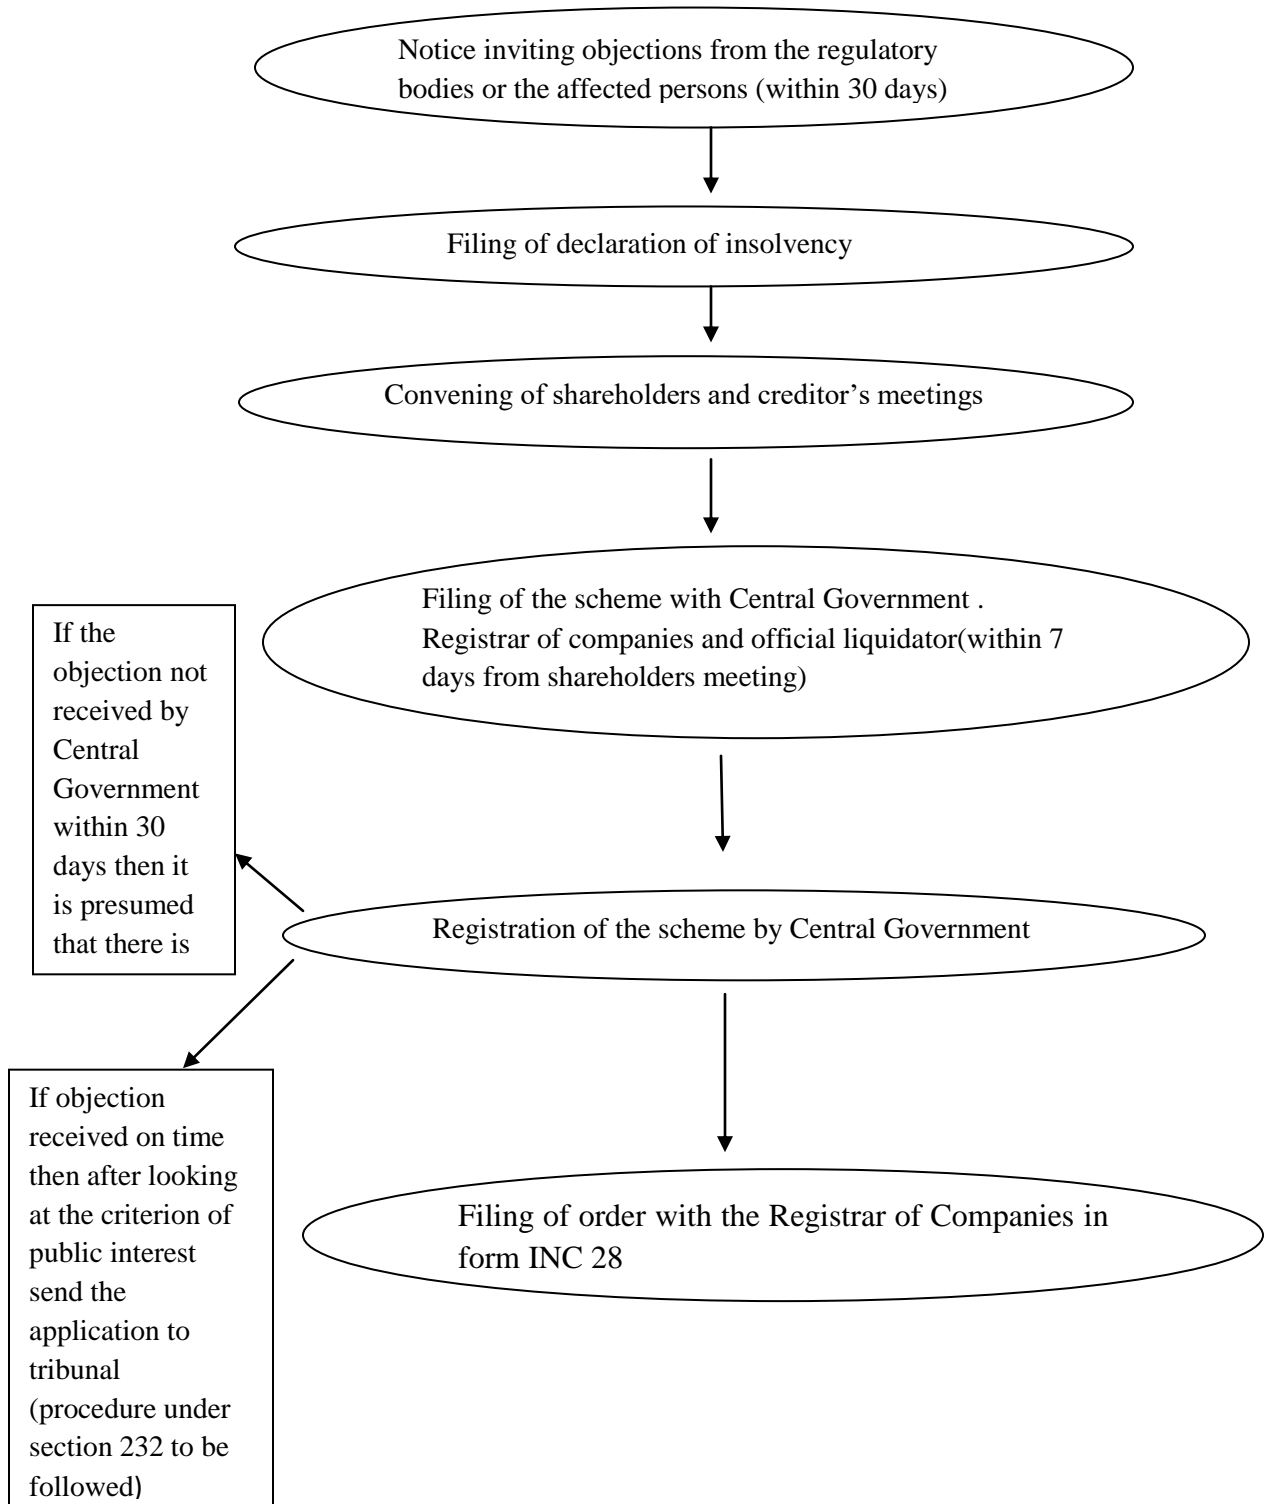 Notice inviting objections from the regulatory
bodies or the affected persons (within 30 days)
Filing of declaration of insolvency
Convening of shareholders and creditor’s meetings
Filing of the scheme with Central Government .
Registrar of companies and official liquidator(within 7
days from shareholders meeting)
If the
objection not
received by
Central
Government
within 30
days then it
is presumed
that there is
Registration of the scheme by Central Government
If objection
received on time
then after looking
at the criterion of
public interest
send the
application to
tribunal
(procedure under
section 232 to be
followed)
Filing of order with the Registrar of Companies in
form INC 28